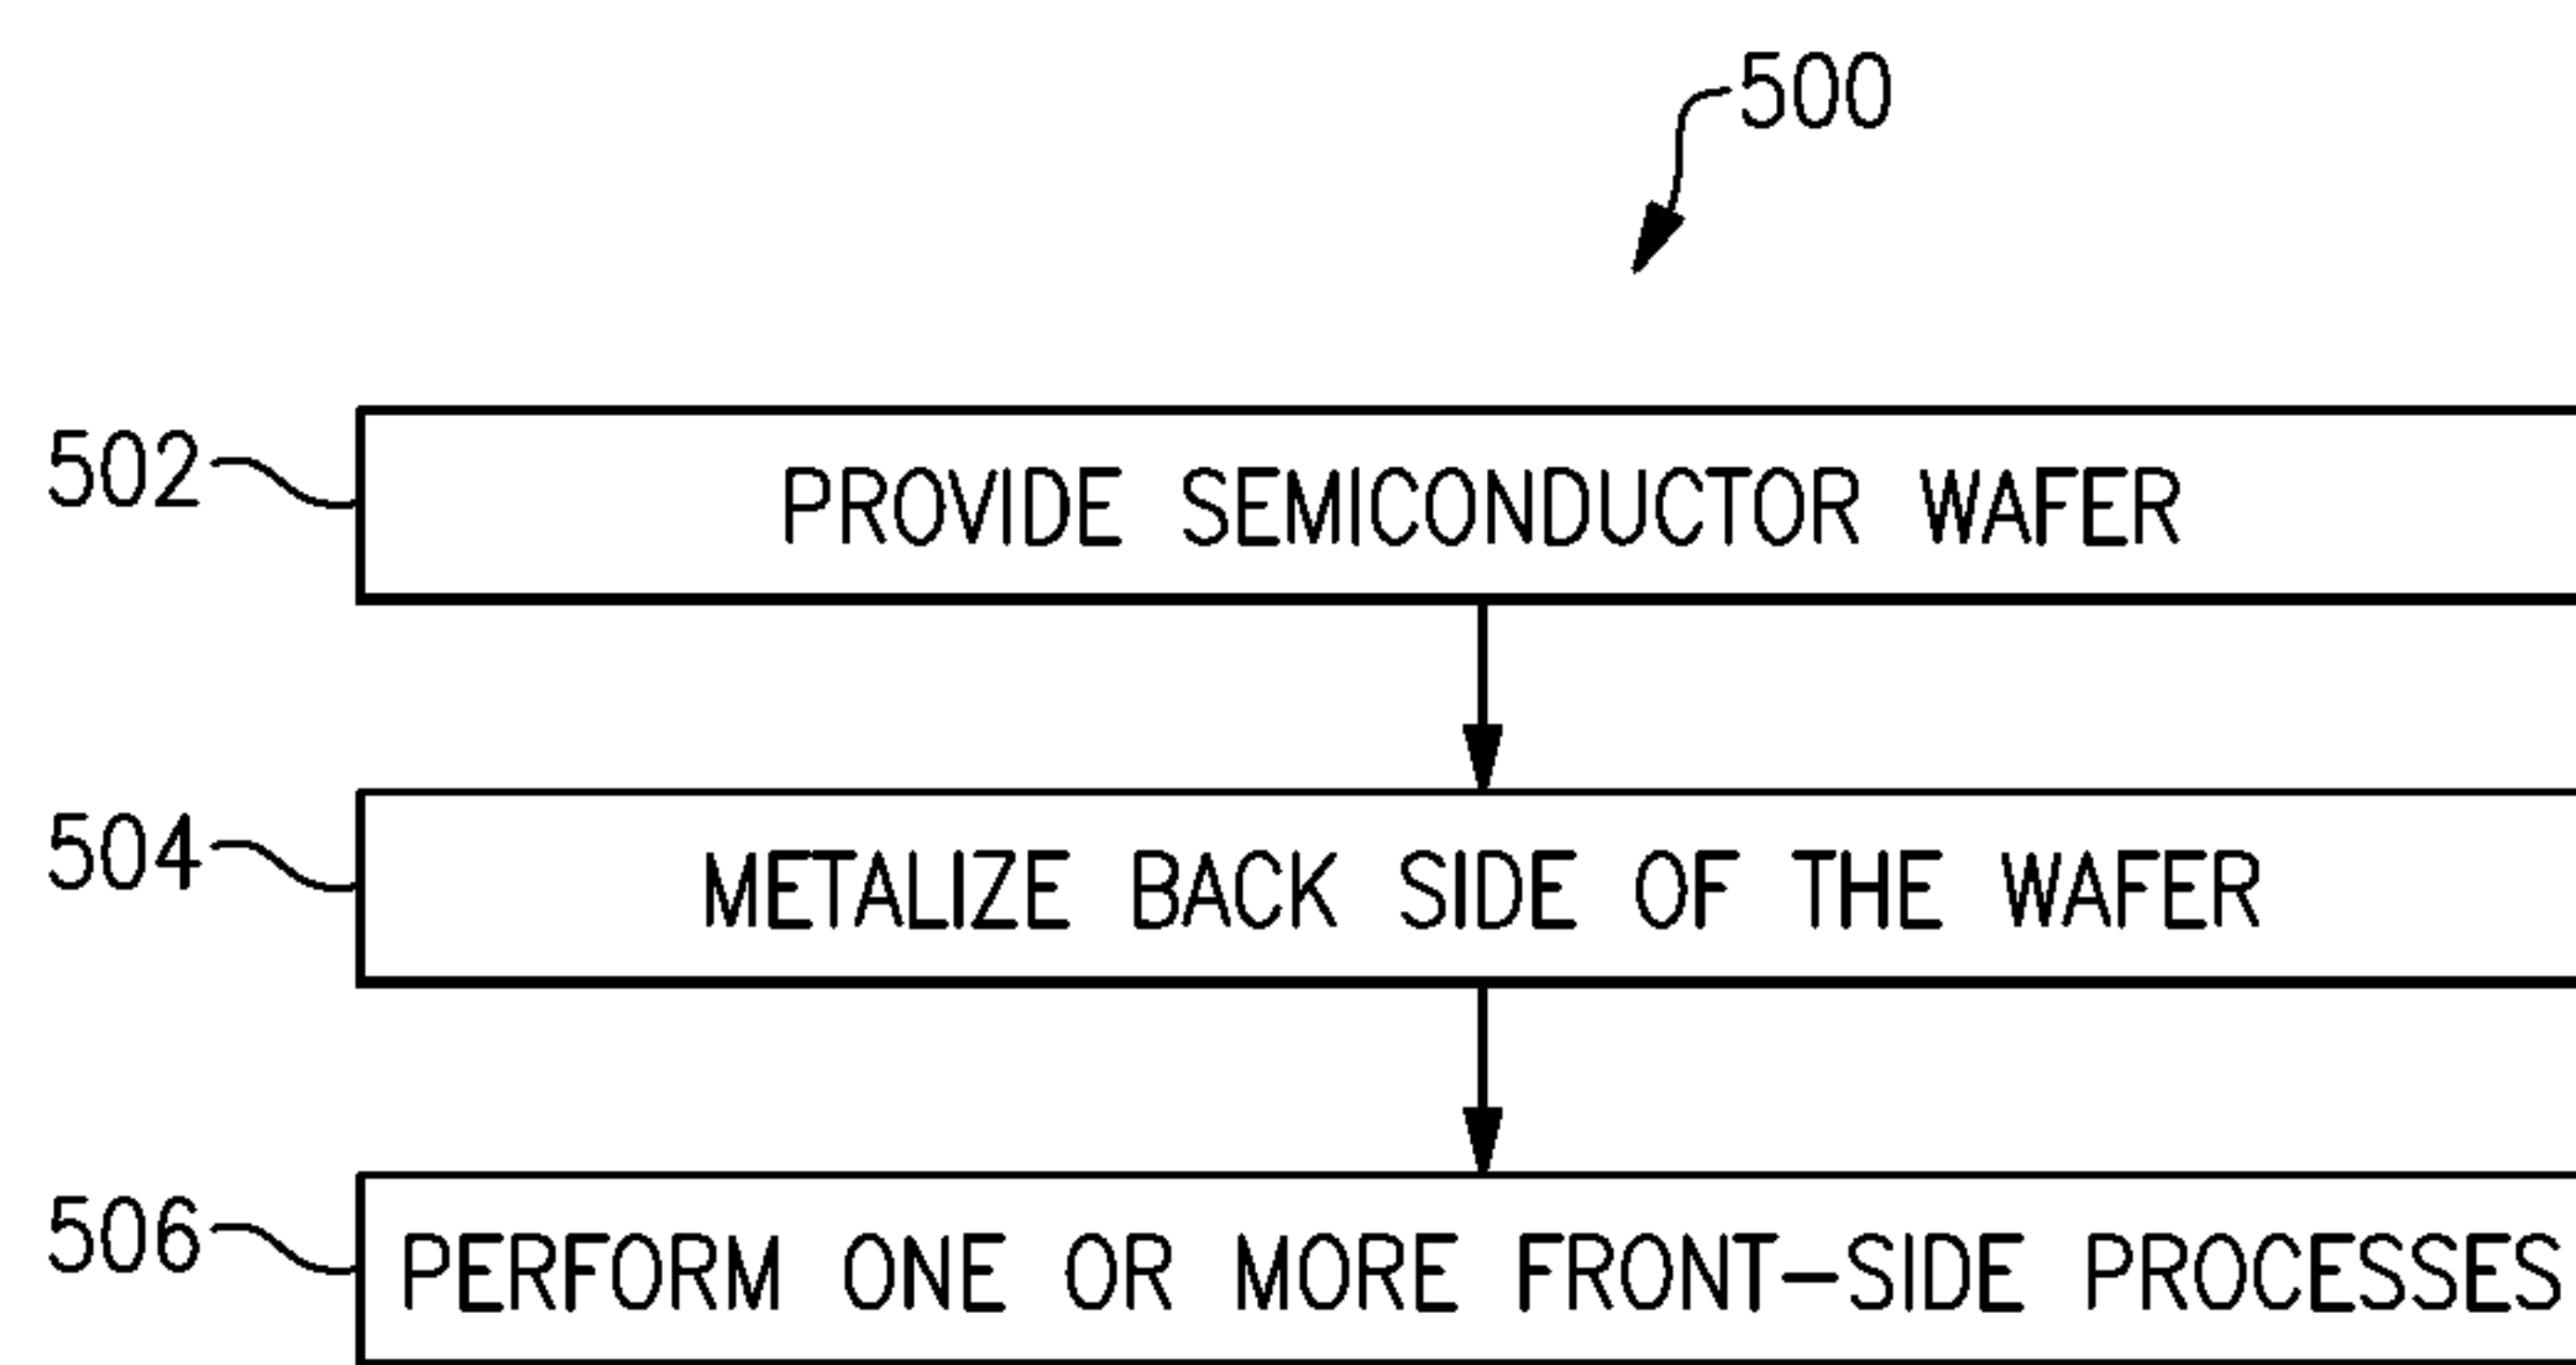 500
502 PROVIDE SEMICONDUCTOR WAFER
504 METALIZE BACK SIDE OF THE WAFER
506 PERFORM ONE OR MORE FRONT-SIDE PROCESSES